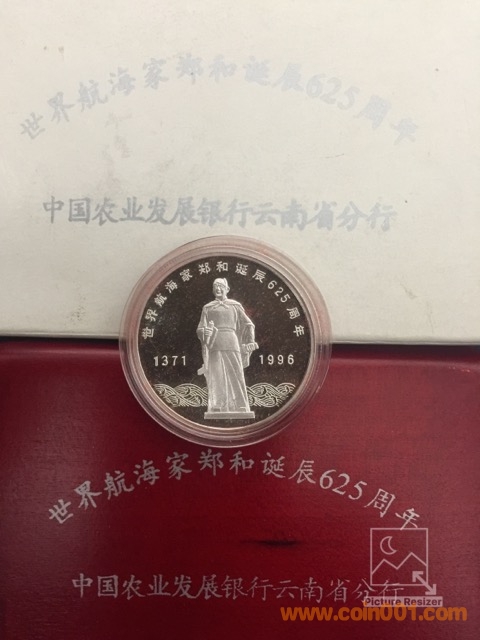 世界航海家郑和诞辰625周年
中国农业发展银行云南省分行
世界航海家郑和诞辰625周年
1371 1996
世界航海家郑和诞辰625周年
中国农业发展银行云南省分行
Picture Resizer
www.coin001.com